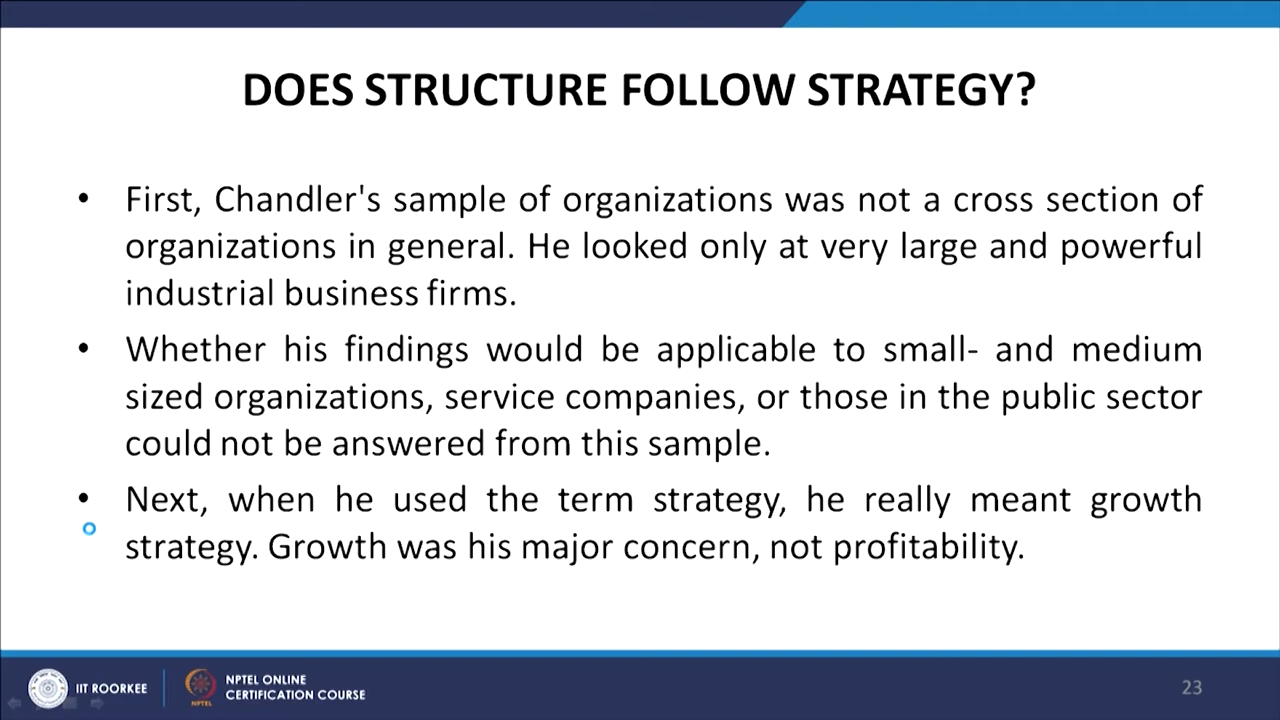 DOES STRUCTURE FOLLOW STRATEGY?
• First, Chandler's sample of organizations was not a cross section of
organizations in general. He looked only at very large and powerful
industrial business firms.
• Whether his findings would be applicable to small- and medium
sized organizations, service companies, or those in the public sector
could not be answered from this sample.
• Next, when he used the term strategy, he really meant growth
strategy. Growth was his major concern, not profitability.
IIT ROORKEE
NPTEL
NPTEL ONLINE
CERTIFICATION COURSE
23